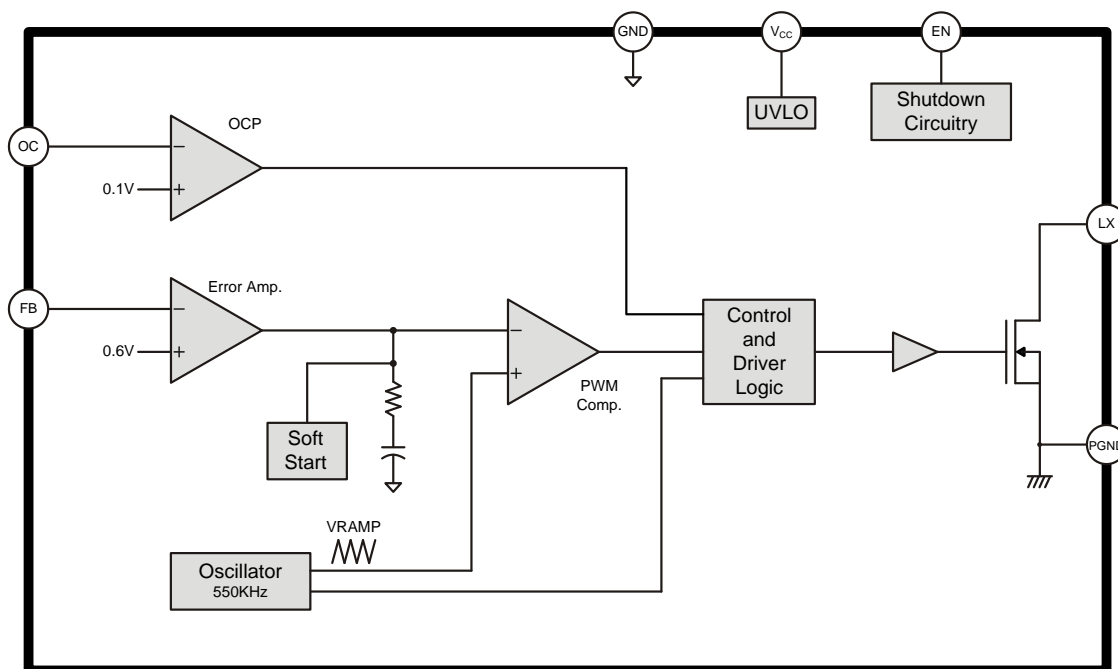 GND
VCC
EN
UVLO
Shutdown
Circuitry
OCP
OC
−
0.1V
+
LX
FB
Error Amp.
−
0.6V
+
−
+
PWM
Comp.
Control
and
Driver
Logic
Soft
Start
PGND
VRAMP
Oscillator
550KHz